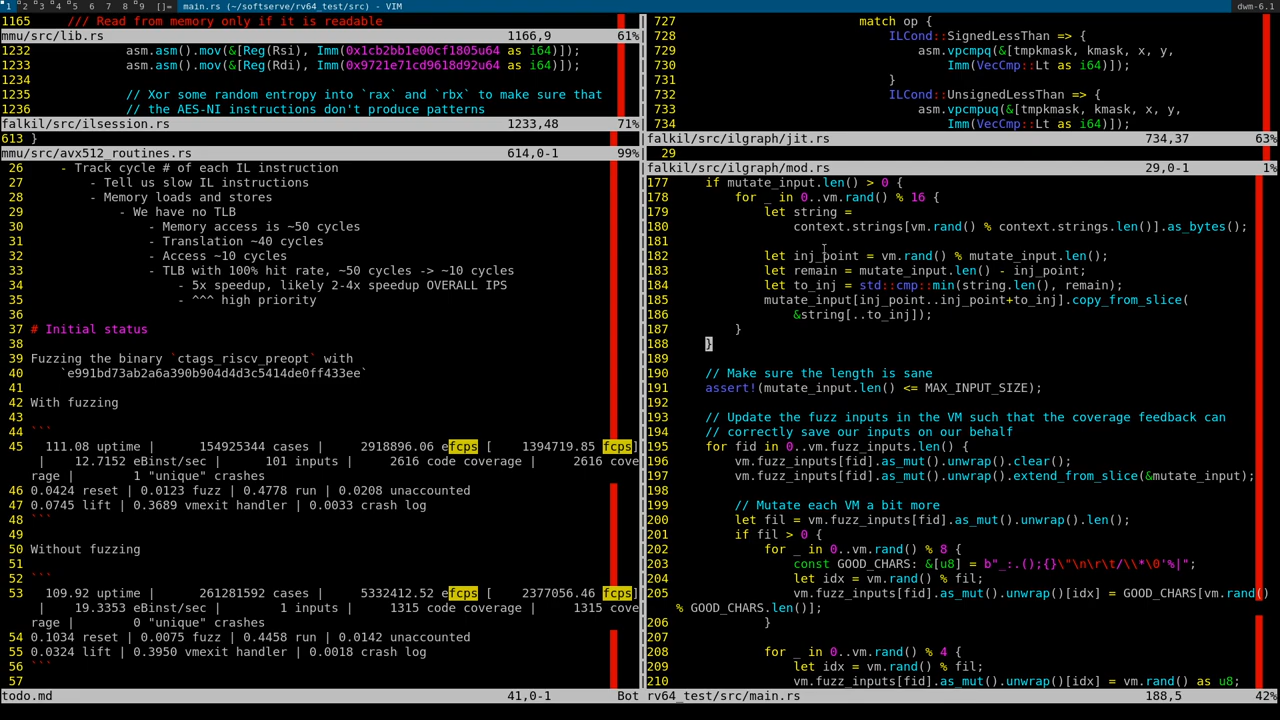 1 2 3 4 5 6 7 8 9 []= main.rs (~/softserve/rv64_test/src) - VIM dwm-6.1
1165 /// Read from memory only if it is readable
mmu/src/lib.rs 1166,9 61%
1232 asm.asm().mov(&[Reg(Rsi), Imm(0x1cb2bb1e00cf1805u64 as i64)]);
1233 asm.asm().mov(&[Reg(Rdi), Imm(0x9721e71cd9618d92u64 as i64)]);
1234
1235 // Xor some random entropy into `rax` and `rbx` to make sure that
1236 // the AES-NI instructions don't produce patterns
falkil/src/ilsession.rs 1233,48 71%
613 }
mmu/src/avx512_routines.rs 614,0-1 99%
26 - Track cycle # of each IL instruction
27 - Tell us slow IL instructions
28 - Memory loads and stores
29 - We have no TLB
30 - Memory access is ~50 cycles
31 - Translation ~40 cycles
32 - Access ~10 cycles
33 - TLB with 100% hit rate, ~50 cycles -> ~10 cycles
34 - 5x speedup, likely 2-4x speedup OVERALL IPS
35 - ^^^ high priority
36
37 # Initial status
38
39 Fuzzing the binary `ctags_riscv_preopt` with
40 `e991bd73ab2a6a390b904d4d3c5414de0ff433ee`
41
42 With fuzzing
43
44 ```
45 111.08 uptime | 154925344 cases | 2918896.06 efcps [ 1394719.85 fcps]
| 12.7152 eBinst/sec | 101 inputs | 2616 code coverage | 2616 cove
rage | 1 "unique" crashes
46 0.0424 reset | 0.0123 fuzz | 0.4778 run | 0.0208 unaccounted
47 0.0745 lift | 0.3689 vmexit handler | 0.0033 crash log
48 ```
49
50 Without fuzzing
51
52 ```
53 109.92 uptime | 261281592 cases | 5332412.52 efcps [ 2377056.46 fcps]
| 19.3353 eBinst/sec | 1 inputs | 1315 code coverage | 1315 cove
rage | 0 "unique" crashes
54 0.1034 reset | 0.0075 fuzz | 0.4458 run | 0.0142 unaccounted
55 0.0324 lift | 0.3950 vmexit handler | 0.0018 crash log
56 ```
57
todo.md 41,0-1 Bot
727 match op {
728 ILCond::SignedLessThan => {
729 asm.vpcmpq(&[tmpkmask, kmask, x, y,
730 Imm(VecCmp::Lt as i64)]);
731 }
732 ILCond::UnsignedLessThan => {
733 asm.vpcmpuq(&[tmpkmask, kmask, x, y,
734 Imm(VecCmp::Lt as i64)]);
falkil/src/ilgraph/jit.rs 734,37 63%
29
falkil/src/ilgraph/mod.rs 29,0-1 1%
177 if mutate_input.len() > 0 {
178 for _ in 0..vm.rand() % 16 {
179 let string =
180 context.strings[vm.rand() % context.strings.len()].as_bytes();
181
182 let inj_point = vm.rand() % mutate_input.len();
183 let remain = mutate_input.len() - inj_point;
184 let to_inj = std::cmp::min(string.len(), remain);
185 mutate_input[inj_point..inj_point+to_inj].copy_from_slice(
186 &string[..to_inj]);
187 }
188 }
189
190 // Make sure the length is sane
191 assert!(mutate_input.len() <= MAX_INPUT_SIZE);
192
193 // Update the fuzz inputs in the VM such that the coverage feedback can
194 // correctly save our inputs on our behalf
195 for fid in 0..vm.fuzz_inputs.len() {
196 vm.fuzz_inputs[fid].as_mut().unwrap().clear();
197 vm.fuzz_inputs[fid].as_mut().unwrap().extend_from_slice(&mutate_input);
198
199 // Mutate each VM a bit more
200 let fil = vm.fuzz_inputs[fid].as_mut().unwrap().len();
201 if fil > 0 {
202 for _ in 0..vm.rand() % 8 {
203 const GOOD_CHARS: &[u8] = b"_:.();{}\"\n\r\t/\\*\0'%|";
204 let idx = vm.rand() % fil;
205 vm.fuzz_inputs[fid].as_mut().unwrap()[idx] = GOOD_CHARS[vm.rand()
% GOOD_CHARS.len()];
206 }
207
208 for _ in 0..vm.rand() % 4 {
209 let idx = vm.rand() % fil;
210 vm.fuzz_inputs[fid].as_mut().unwrap()[idx] = vm.rand() as u8;
rv64_test/src/main.rs 188,5 42%